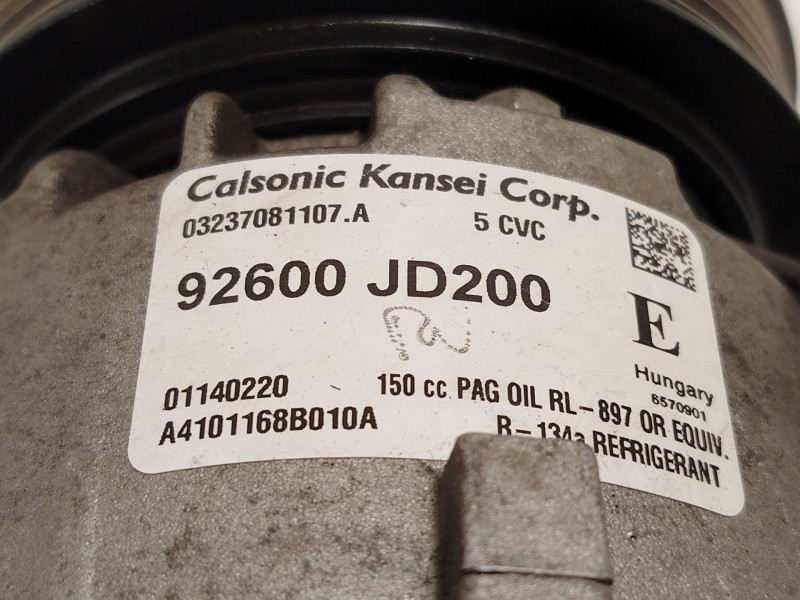 Calsonic Kansei Corp.
03237081107.A 5 CVC
92600 JD200
E
Hungary
6570901
01140220 150 cc PAG OIL RL-897 OR EQUIV.
A4101168B010A R-134a REFRIGERANT